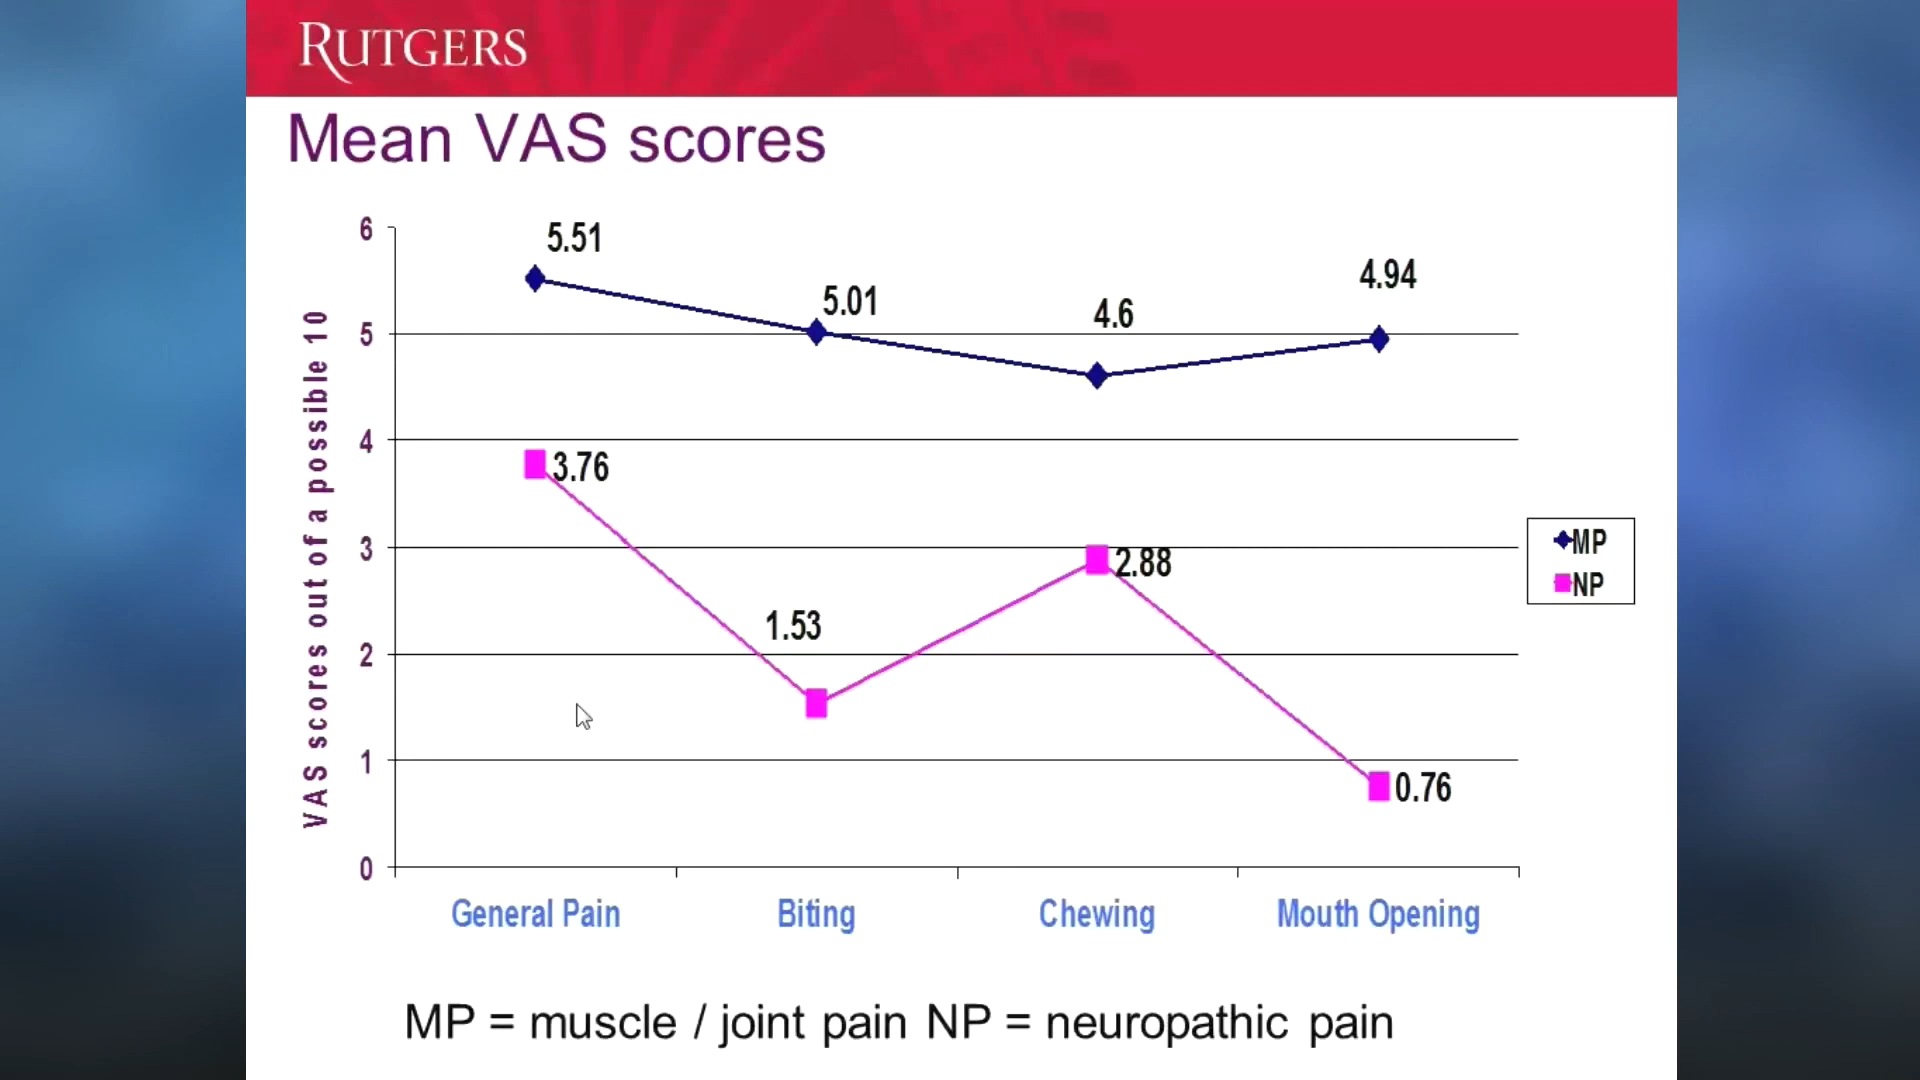 RUTGERS
Mean VAS scores
VAS scores out of a possible 10
6
5
4
3
2
1
0
5.51
5.01
4.6
4.94
3.76
1.53
2.88
0.76
MP
NP
General Pain
Biting
Chewing
Mouth Opening
MP = muscle / joint pain NP = neuropathic pain